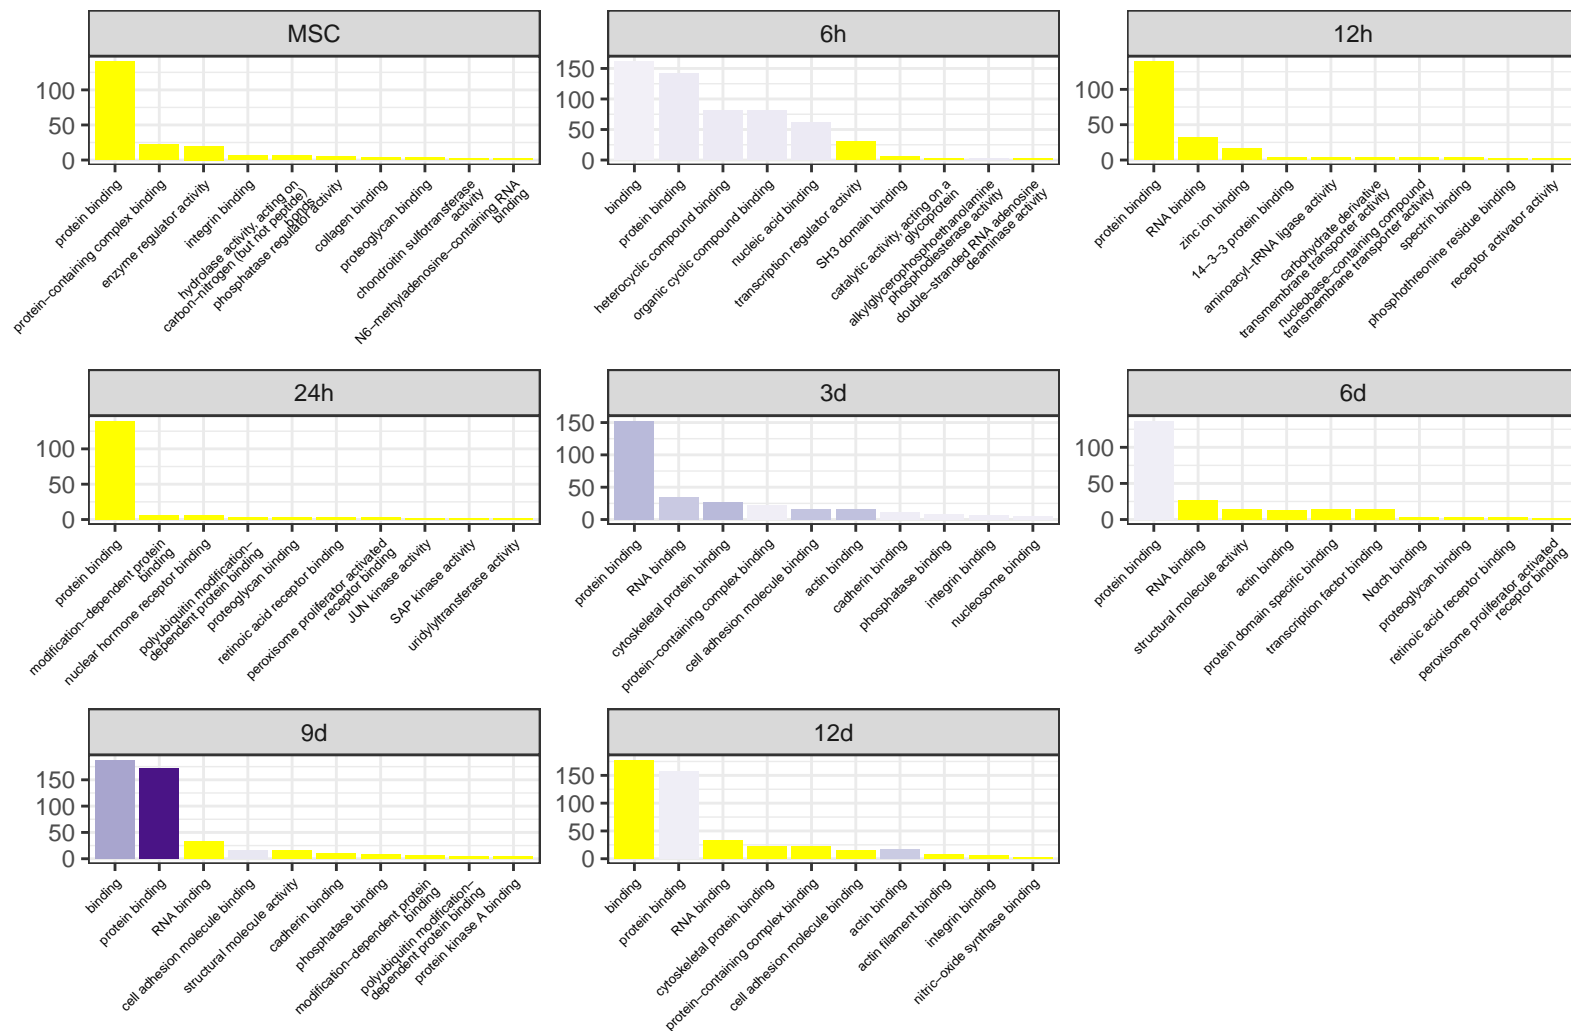 MSC
100
50
0
protein binding
protein−containing complex binding
enzyme regulator activity
integrin binding
hydrolase activity, acting on
carbon−nitrogen (but not peptide)
bonds
phosphatase regulator activity
collagen binding
proteoglycan binding
chondroitin sulfotransferase
activity
N6−methyladenosine−containing RNA
binding
6h
150
100
50
0
binding
protein binding
heterocyclic compound binding
organic cyclic compound binding
nucleic acid binding
transcription regulator activity
SH3 domain binding
catalytic activity, acting on a
glycoprotein
alkylglycerophosphoethanolamine
phosphodiesterase activity
double−stranded RNA adenosine
deaminase activity
12h
100
50
0
protein binding
RNA binding
zinc ion binding
14−3−3 protein binding
aminoacyl−tRNA ligase activity
carbohydrate derivative
transmembrane transporter activity
nucleobase−containing compound
transmembrane transporter activity
spectrin binding
phosphothreonine residue binding
receptor activator activity
24h
100
50
0
protein binding
modification−dependent protein
binding
nuclear hormone receptor binding
polyubiquitin modification−
dependent protein binding
proteoglycan binding
retinoic acid receptor binding
peroxisome proliferator activated
receptor binding
JUN kinase activity
SAP kinase activity
uridylyltransferase activity
3d
150
100
50
0
protein binding
RNA binding
cytoskeletal protein binding
protein−containing complex binding
cell adhesion molecule binding
actin binding
cadherin binding
phosphatase binding
integrin binding
nucleosome binding
6d
100
50
0
protein binding
RNA binding
structural molecule activity
actin binding
protein domain specific binding
transcription factor binding
Notch binding
proteoglycan binding
retinoic acid receptor binding
peroxisome proliferator activated
receptor binding
9d
150
100
50
0
binding
protein binding
RNA binding
cell adhesion molecule binding
structural molecule activity
cadherin binding
phosphatase binding
modification−dependent protein
binding
polyubiquitin modification−
dependent protein binding
protein kinase A binding
12d
150
100
50
0
binding
protein binding
RNA binding
cytoskeletal protein binding
protein−containing complex binding
cell adhesion molecule binding
actin binding
actin filament binding
integrin binding
nitric−oxide synthase binding